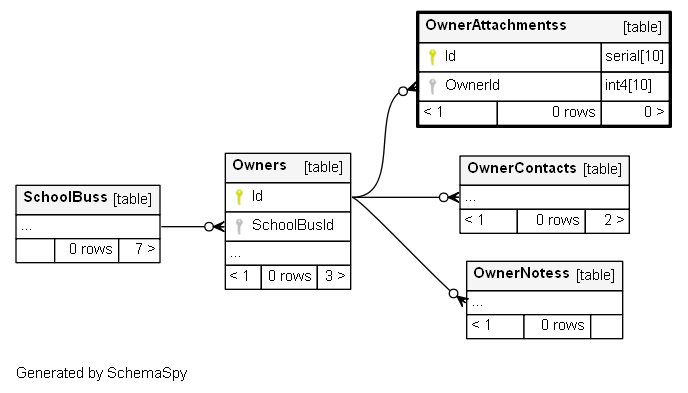 OwnerAttachmentss [table]
Id serial[10]
OwnerId int4[10]
< 1 0 rows 0 >
Owners [table]
Id
SchoolBusId
...
< 1 0 rows 3 >
OwnerContacts [table]
...
< 1 0 rows 2 >
SchoolBuss [table]
...
0 rows 7 >
OwnerNotess [table]
...
< 1 0 rows
Generated by SchemaSpy